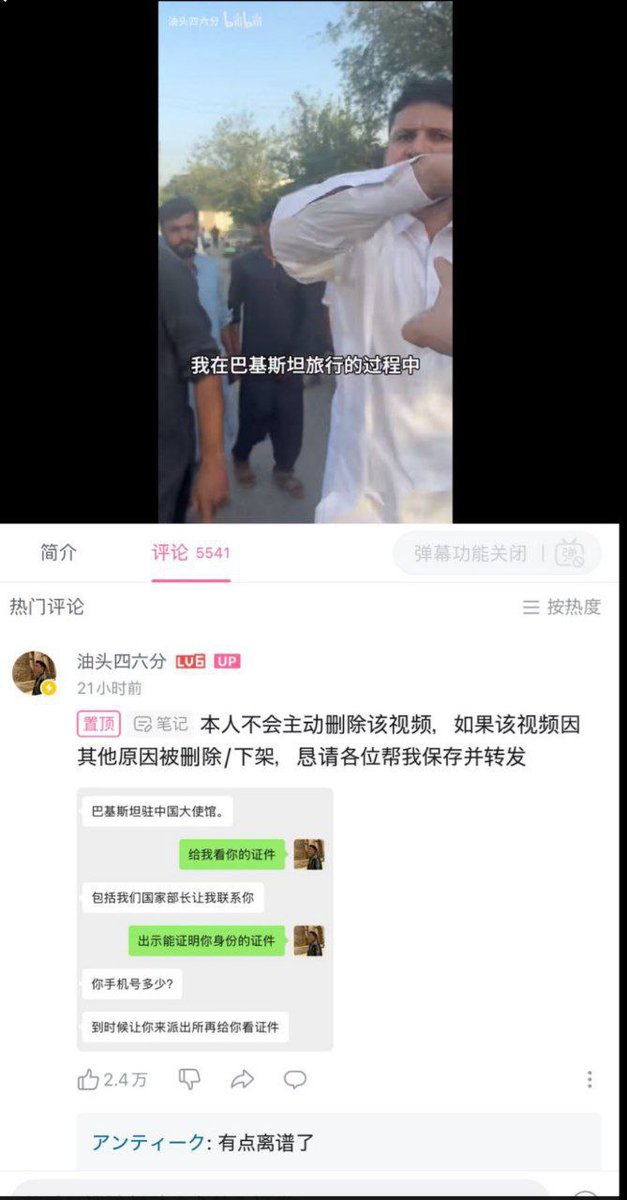 油头四六分 bilibili
我在巴基斯坦旅行的过程中
简介
评论 5541
弹幕功能关闭
弹
热门评论
按热度
油头四六分 LV6 UP
21小时前
置顶 笔记 本人不会主动删除该视频，如果该视频因
其他原因被删除/下架，恳请各位帮我保存并转发
巴基斯坦驻中国大使馆。
给我看你的证件
包括我们国家部长让我联系你
出示能证明你身份的证件
你手机号多少?
到时候让你来派出所再给你看证件
2.4万
アンティーク: 有点离谱了